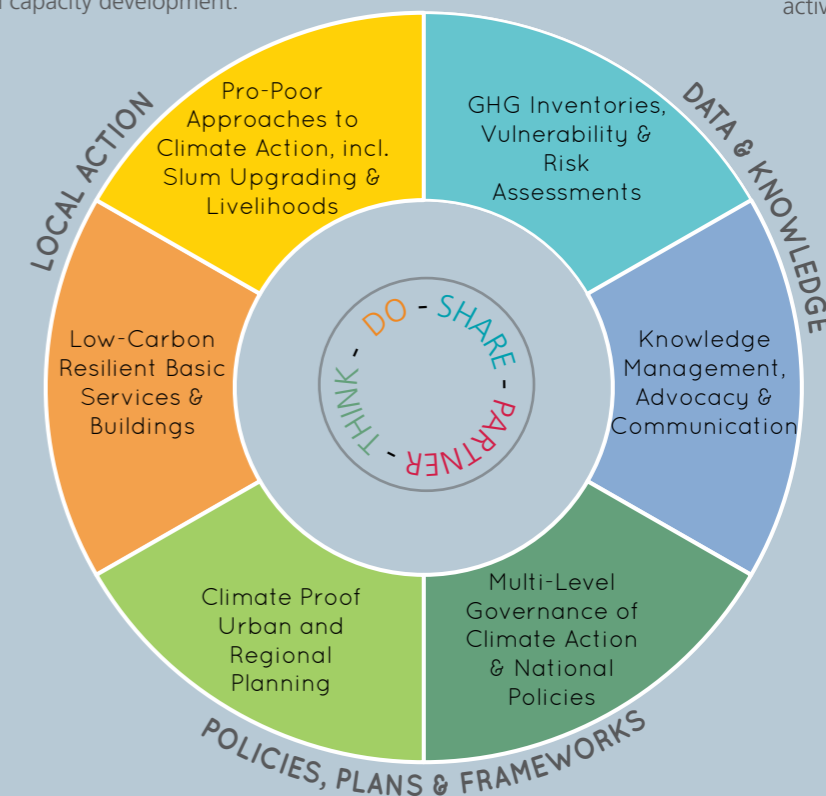 capacity development.
activ
LOCAL ACTION
Pro-Poor
Approaches to
Climate Action, incl.
Slum Upgrading &
Livelihoods
GHG Inventories,
Vulnerability &
Risk
Assessments
DATA & KNOWLEDGE
Low-Carbon
Resilient Basic
Services &
Buildings
THINK - DO - SHARE - PARTNER -
Knowledge
Management,
Advocacy &
Communication
Climate Proof
Urban and
Regional
Planning
Multi-Level
Governance of
Climate Action
& National
Policies
POLICIES, PLANS & FRAMEWORKS